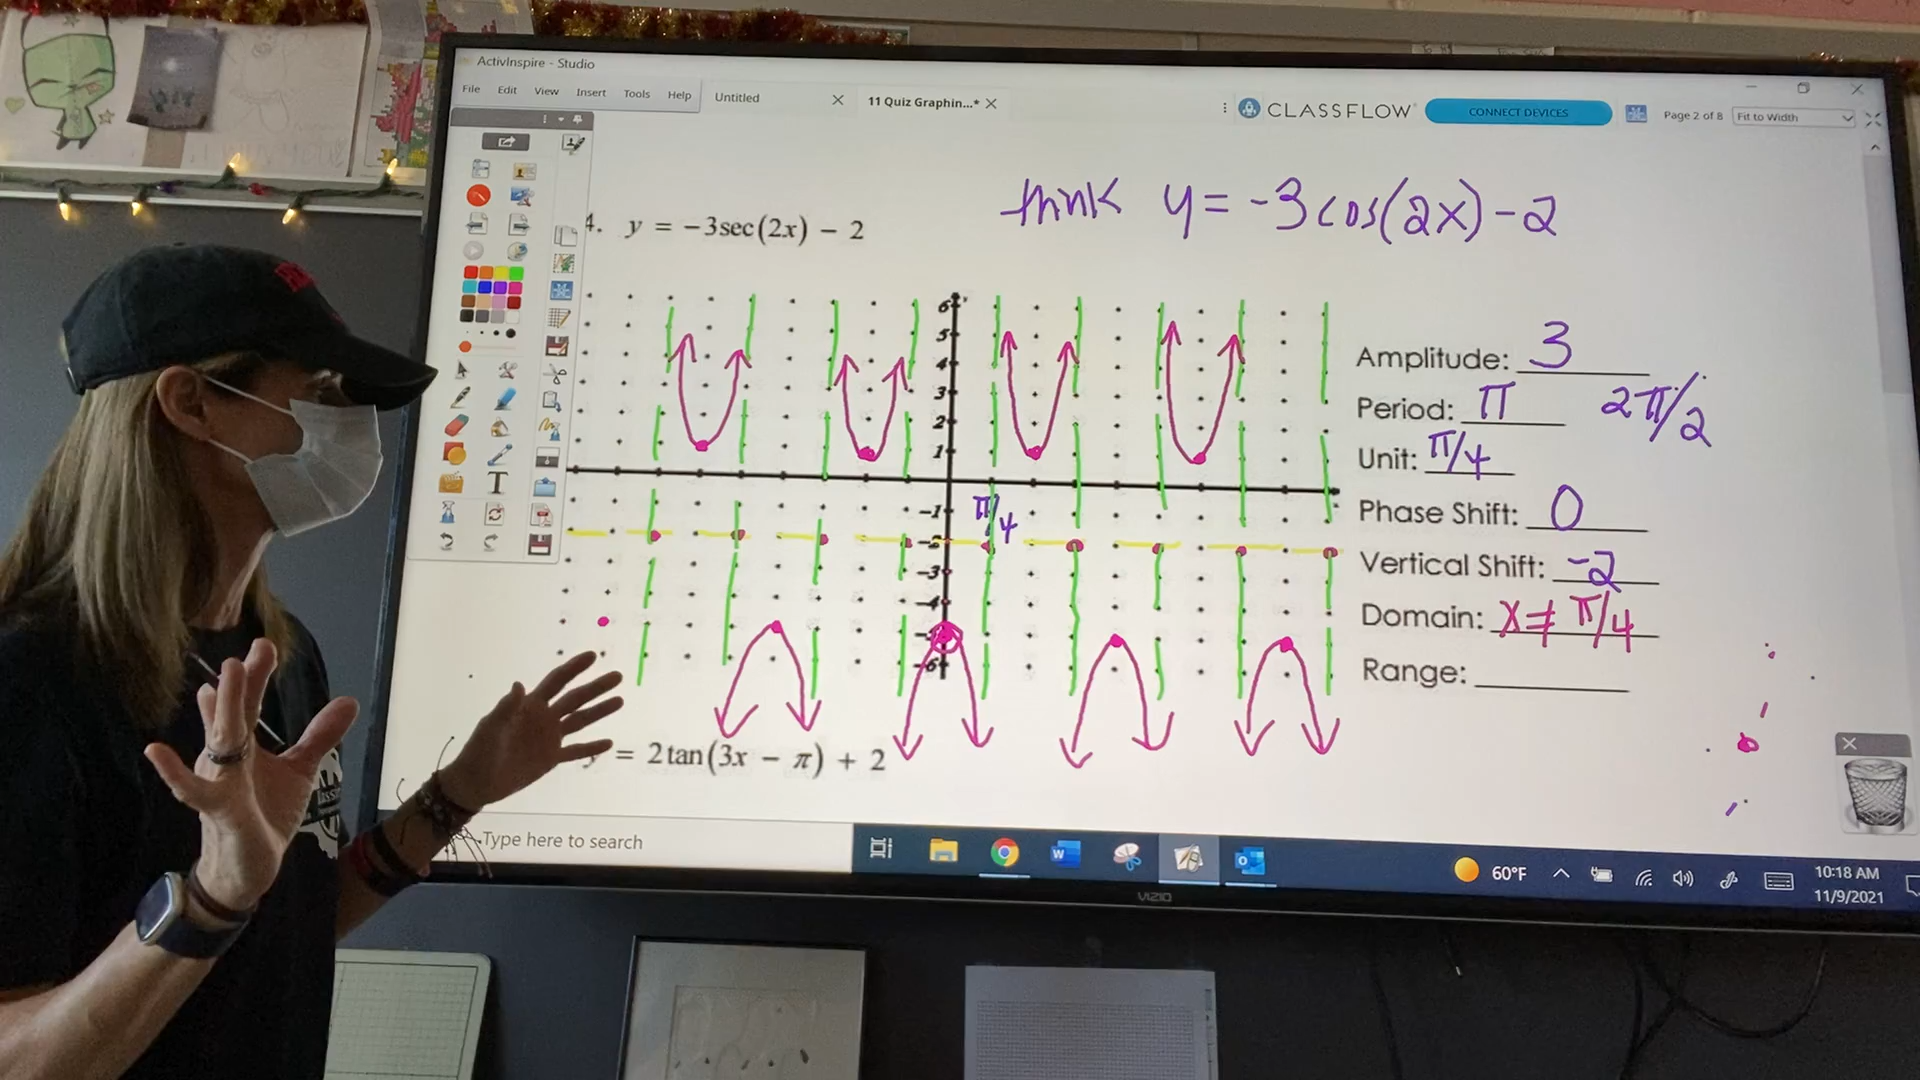 ActivInspire - Studio
File Edit View Insert Tools Help
Untitled
11 Quiz Graphin...*
CLASSFLOW
CONNECT DEVICES
Page 2 of 8
Fit to Width
think y = -3cos(2x)-2
4. y = −3sec(2x) − 2
6
5
4
3
2
1
-1
-2
-3
-4
-6
π/4
Amplitude: 3
Period: π 2π/2
Unit: π/4
Phase Shift: 0
Vertical Shift: -2
Domain: x ≠ π/4
Range:
= 2tan(3x − π) + 2
Type here to search
60°F
10:18 AM
11/9/2021
VIZIO